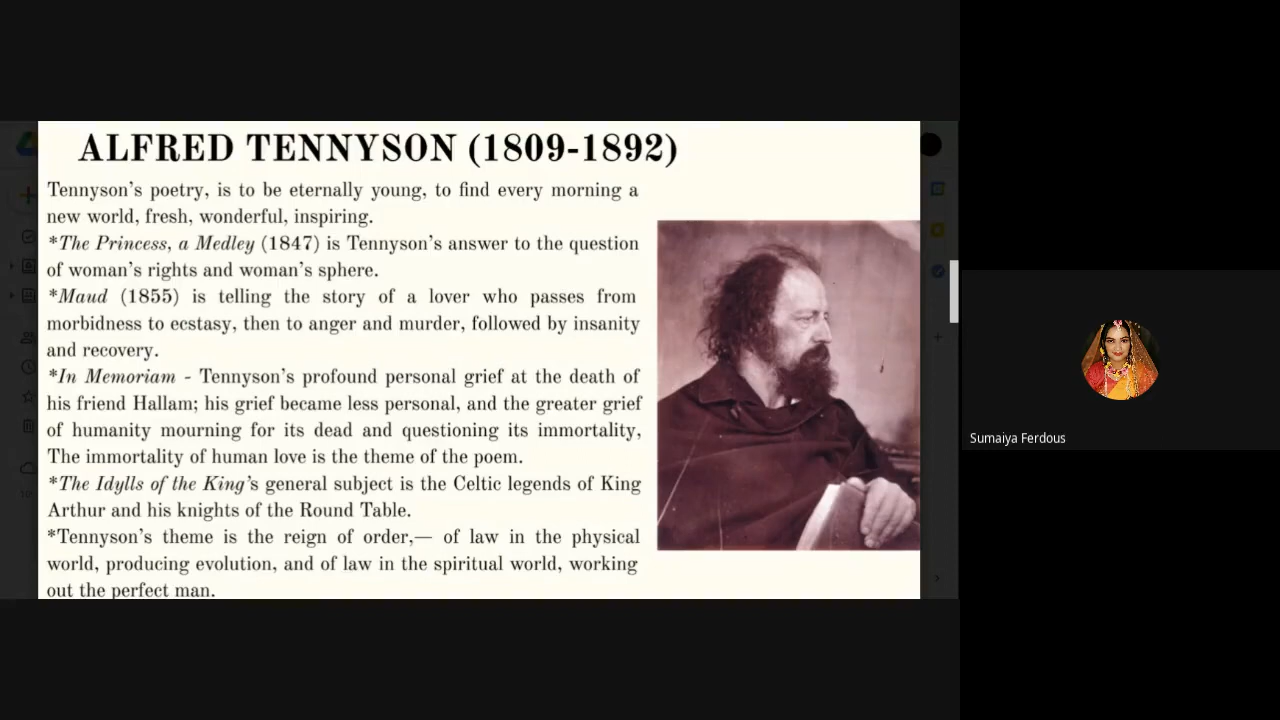 ALFRED TENNYSON (1809-1892)
Tennyson's poetry, is to be eternally young, to find every morning a
new world, fresh, wonderful, inspiring.
*The Princess, a Medley (1847) is Tennyson's answer to the question
of woman's rights and woman's sphere.
*Maud (1855) is telling the story of a lover who passes from
morbidness to ecstasy, then to anger and murder, followed by insanity
and recovery.
*In Memoriam - Tennyson's profound personal grief at the death of
his friend Hallam; his grief became less personal, and the greater grief
of humanity mourning for its dead and questioning its immortality,
The immortality of human love is the theme of the poem.
*The Idylls of the King's general subject is the Celtic legends of King
Arthur and his knights of the Round Table.
*Tennyson's theme is the reign of order,— of law in the physical
world, producing evolution, and of law in the spiritual world, working
out the perfect man.
Sumaiya Ferdous